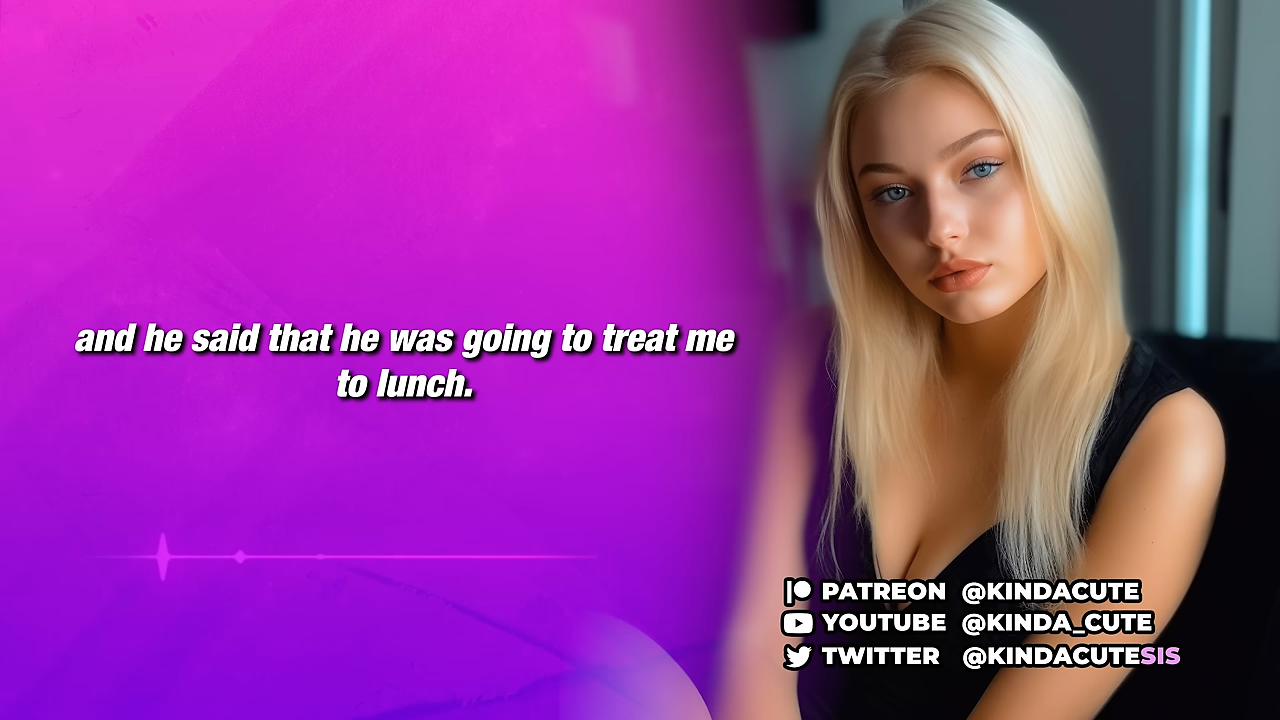 and he said that he was going to treat me
to lunch.
PATREON @KINDACUTE
YOUTUBE @KINDA_CUTE
TWITTER @KINDACUTESIS